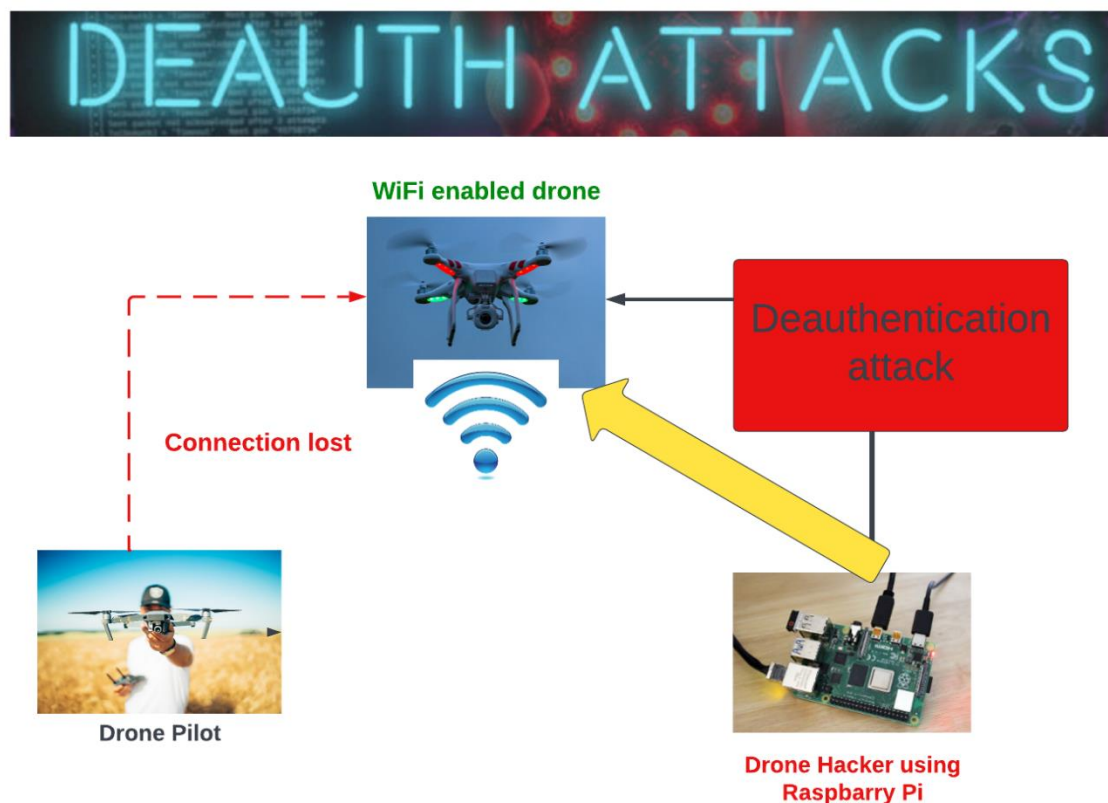 DEAUTH ATTACKS
WiFi enabled drone
Deauthentication
attack
Connection lost
Drone Pilot
Drone Hacker using
Raspbarry Pi